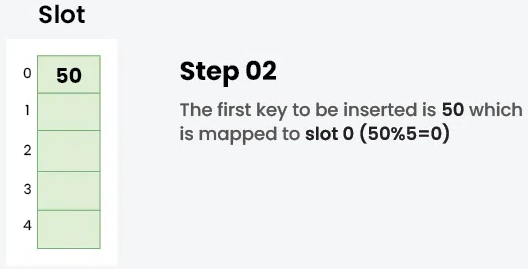 Slot
0 50
1
2
3
4
Step 02
The first key to be inserted is 50 which
is mapped to slot 0 (50%5=0)